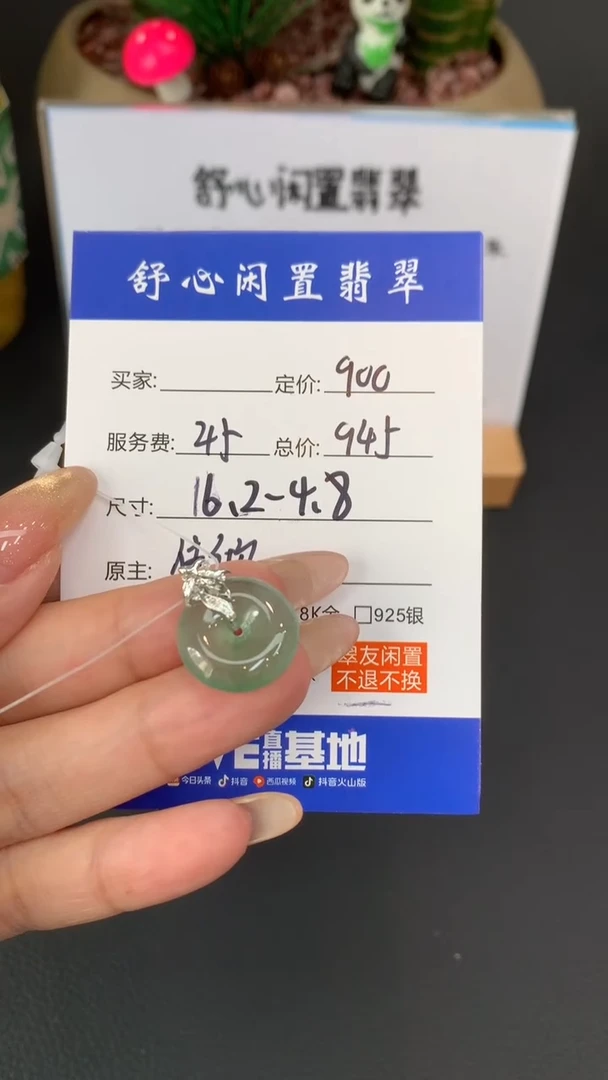 舒心闲置翡翠
舒心闲置翡翠
买家: 定价: 900
服务费: 45 总价: 945
尺寸: 16.2-4.8
原主:
8K金 □925银
翠友闲置
不退不换
直播基地
今日头条 抖音 西瓜视频 抖音火山版